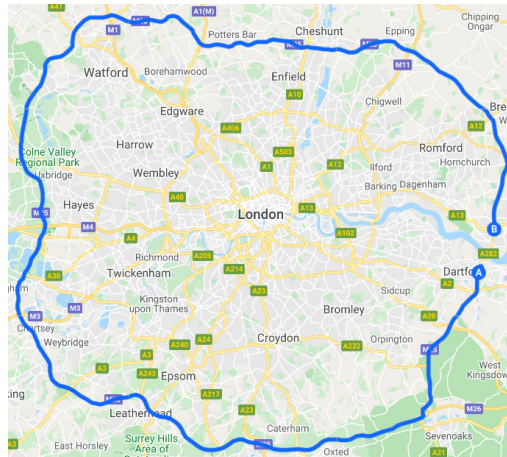 A41
A1(M)
Chipping
Ongar
M1
Potters Bar
Cheshunt
Epping
M25
Watford
Borehamwood
Enfield
M11
A10
Chigwell
Edgware
A406
A12
Romford
Colne Valley
Regional Park
Harrow
A503
A12
Ilford
Hornchurch
Uxbridge
Wembley
A1
Barking
Dagenham
Hayes
A40
London
A13
A13
M25
M4
A4
A102
B
A205
A282
Richmond
A214
Dartford
A
A30
Twickenham
A2
A23
Sidcup
M3
Kingston
upon Thames
Bromley
A20
M3
Chertsey
A24
Croydon
Orpington
Weybridge
A240
A222
M25
A3
A3
A243
Epsom
West
Kingsdown
A217
A23
M26
Leatherhead
Caterham
Sevenoaks
A3
East Horsley
Surrey Hills
Area of
M25
Oxted
A21